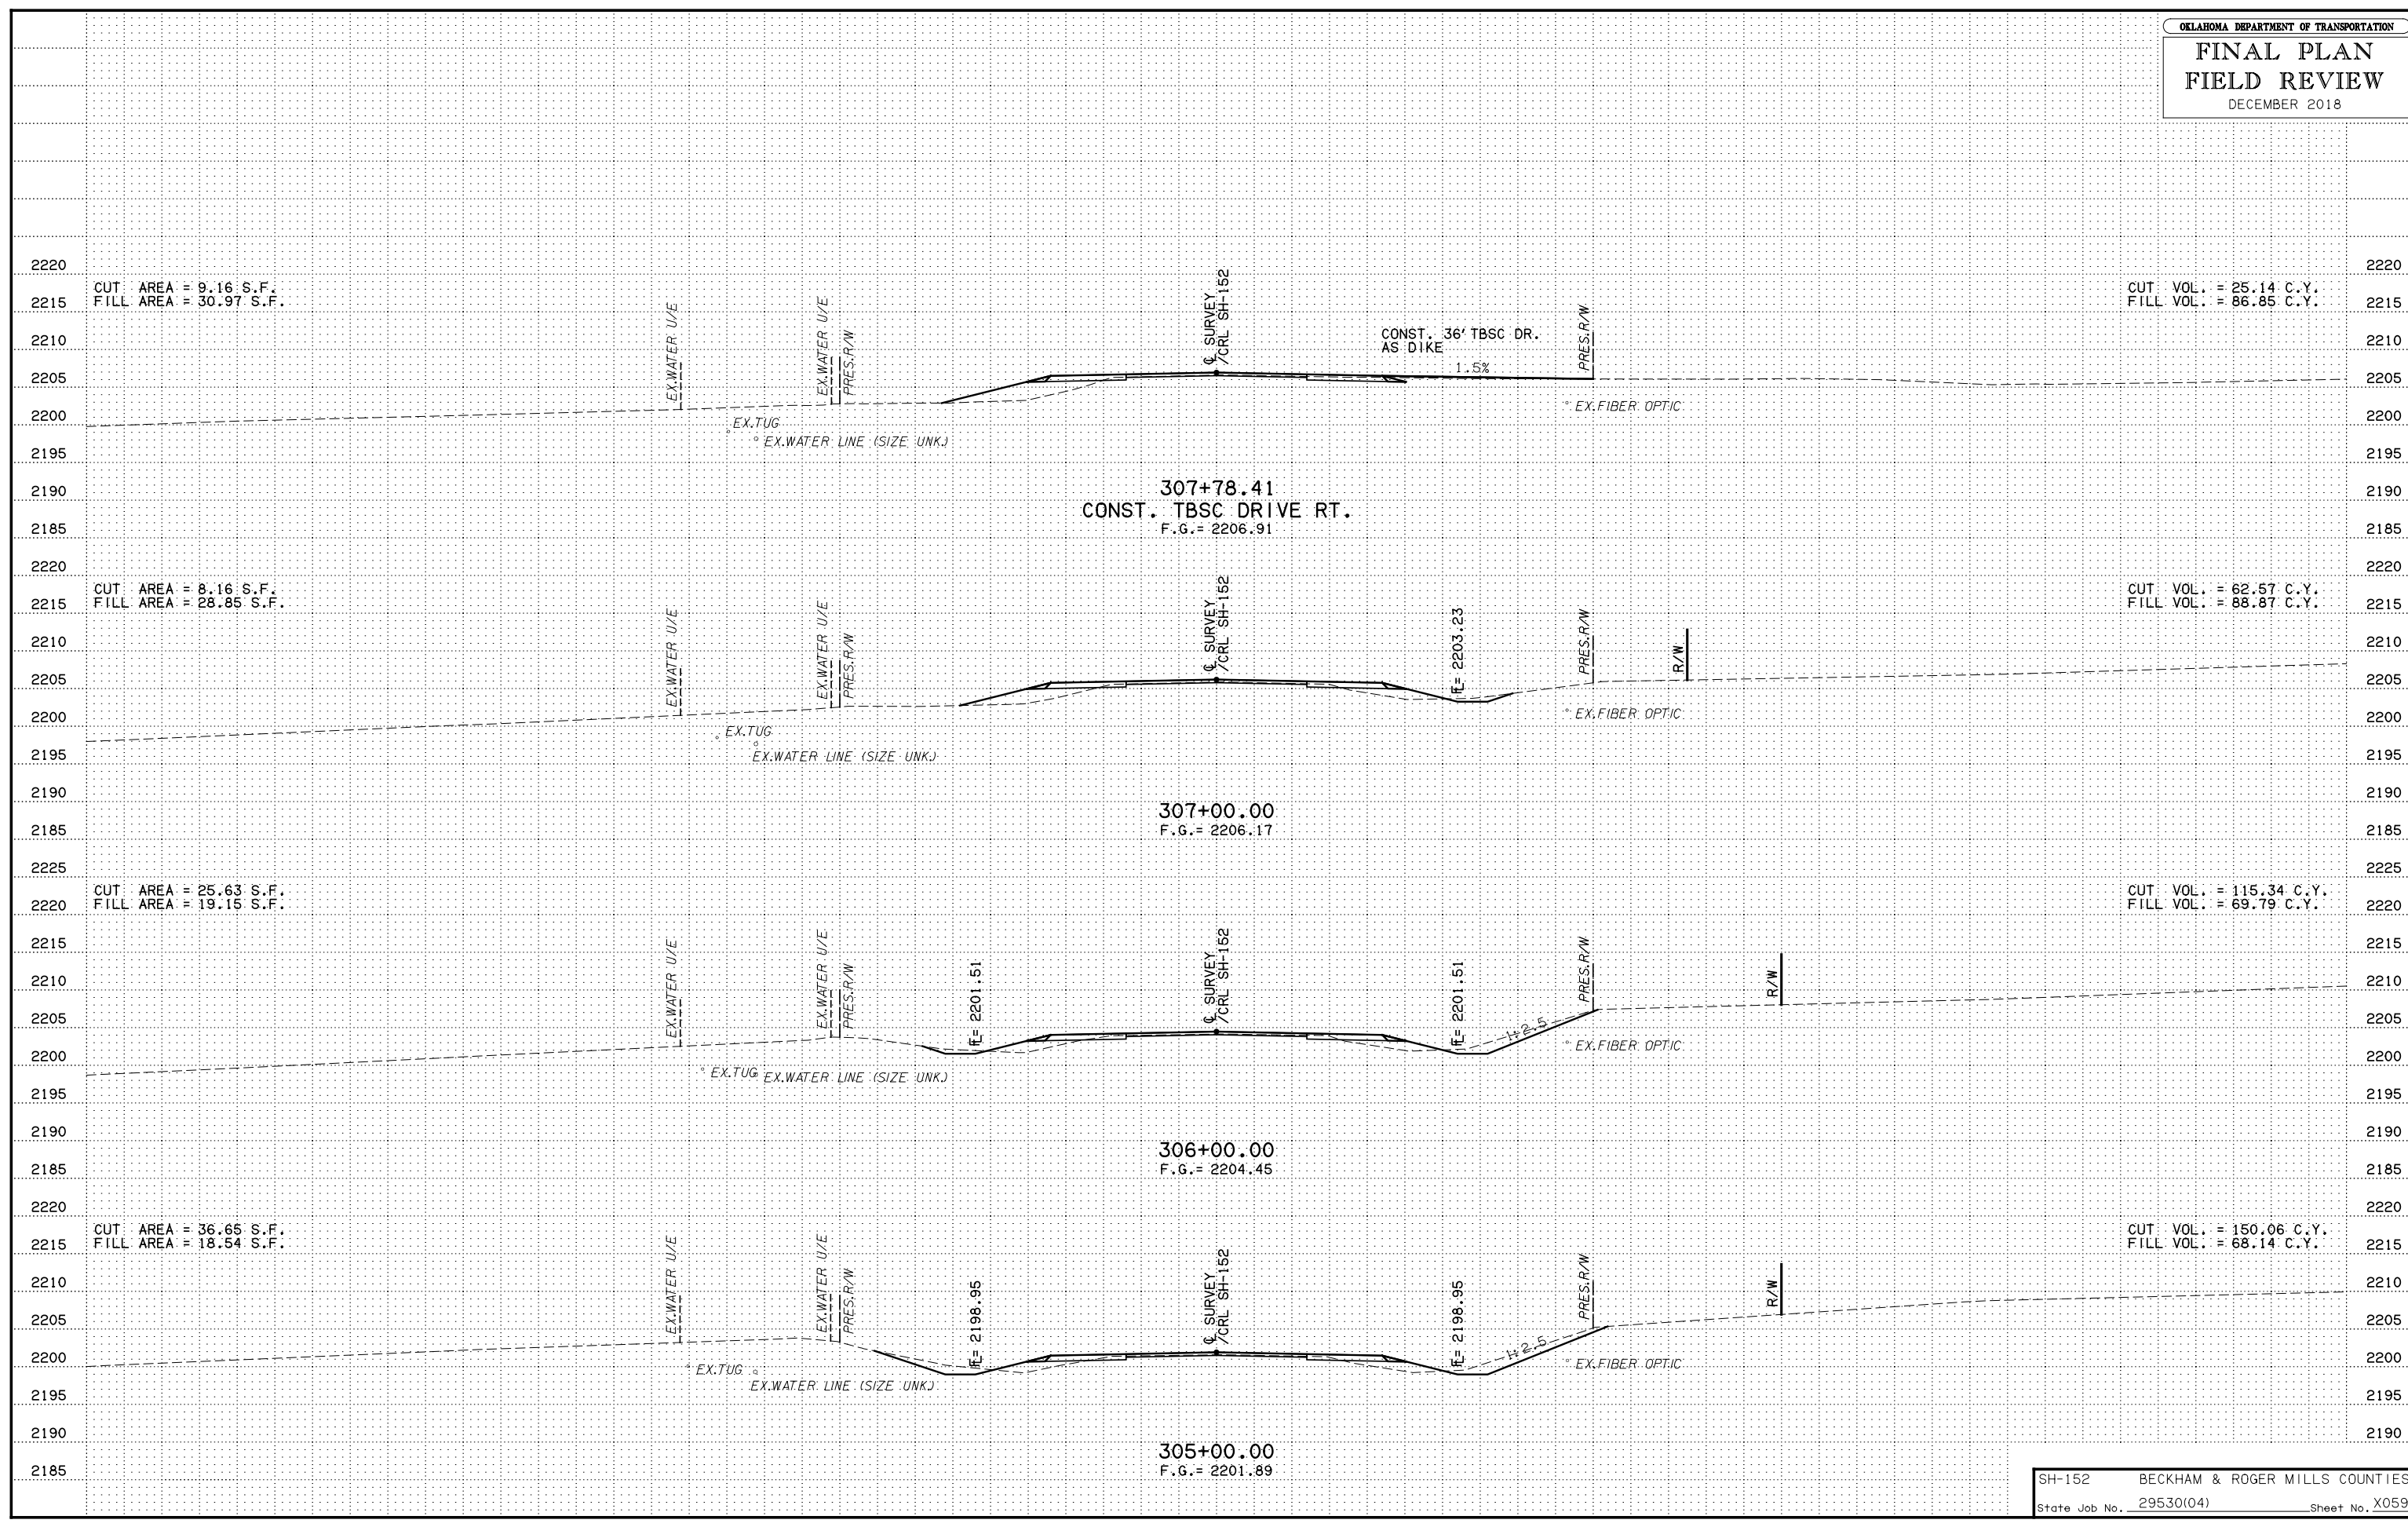 OKLAHOMA DEPARTMENT OF TRANSPORTATION
FINAL PLAN
FIELD REVIEW
DECEMBER 2018
2220 2220
CUT AREA = 9.16 S.F. CUT VOL. = 25.14 C.Y.
FILL AREA = 30.97 S.F. FILL VOL. = 86.85 C.Y.
2215 2215
2210 2210
2205 2205
2200 2200
2195 2195
2190 2190
2185 2185
EX.WATER U/E
EX.WATER U/E
PRES.R/W
℄ SURVEY
/CRL SH-152
CONST. 36' TBSC DR.
AS DIKE
1.5%
PRES.R/W
EX.TUG
EX.WATER LINE (SIZE UNK.)
EX.FIBER OPTIC
307+78.41
CONST. TBSC DRIVE RT.
F.G.= 2206.91
2220 2220
CUT AREA = 8.16 S.F. CUT VOL. = 62.57 C.Y.
FILL AREA = 28.85 S.F. FILL VOL. = 88.87 C.Y.
2215 2215
2210 2210
2205 2205
2200 2200
2195 2195
2190 2190
2185 2185
EX.WATER U/E
EX.WATER U/E
PRES.R/W
℄ SURVEY
/CRL SH-152
FL= 2203.23
PRES.R/W
R/W
EX.TUG
EX.WATER LINE (SIZE UNK.)
EX.FIBER OPTIC
307+00.00
F.G.= 2206.17
2225 2225
CUT AREA = 25.63 S.F. CUT VOL. = 115.34 C.Y.
FILL AREA = 19.15 S.F. FILL VOL. = 69.79 C.Y.
2220 2220
2215 2215
2210 2210
2205 2205
2200 2200
2195 2195
2190 2190
2185 2185
EX.WATER U/E
EX.WATER U/E
PRES.R/W
FL= 2201.51
℄ SURVEY
/CRL SH-152
FL= 2201.51
1:2.5
PRES.R/W
R/W
EX.TUG
EX.WATER LINE (SIZE UNK.)
EX.FIBER OPTIC
306+00.00
F.G.= 2204.45
2220 2220
CUT AREA = 36.65 S.F. CUT VOL. = 150.06 C.Y.
FILL AREA = 18.54 S.F. FILL VOL. = 68.14 C.Y.
2215 2215
2210 2210
2205 2205
2200 2200
2195 2195
2190 2190
2185
EX.WATER U/E
EX.WATER U/E
PRES.R/W
FL= 2198.95
℄ SURVEY
/CRL SH-152
FL= 2198.95
1:2.5
PRES.R/W
R/W
EX.TUG
EX.WATER LINE (SIZE UNK.)
EX.FIBER OPTIC
305+00.00
F.G.= 2201.89
SH-152 BECKHAM & ROGER MILLS COUNTIES
State Job No. 29530(04) Sheet No. X059